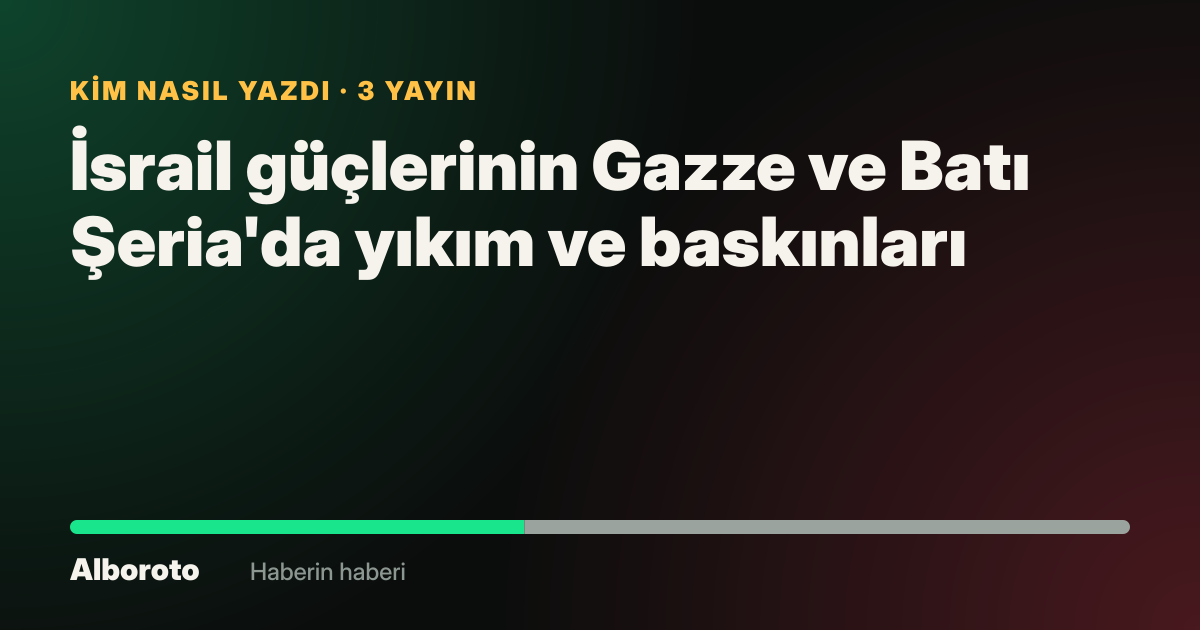 KİM NASIL YAZDI · 3 YAYIN
İsrail güçlerinin Gazze ve Batı
Şeria'da yıkım ve baskınları
Alboroto
Haberin haberi